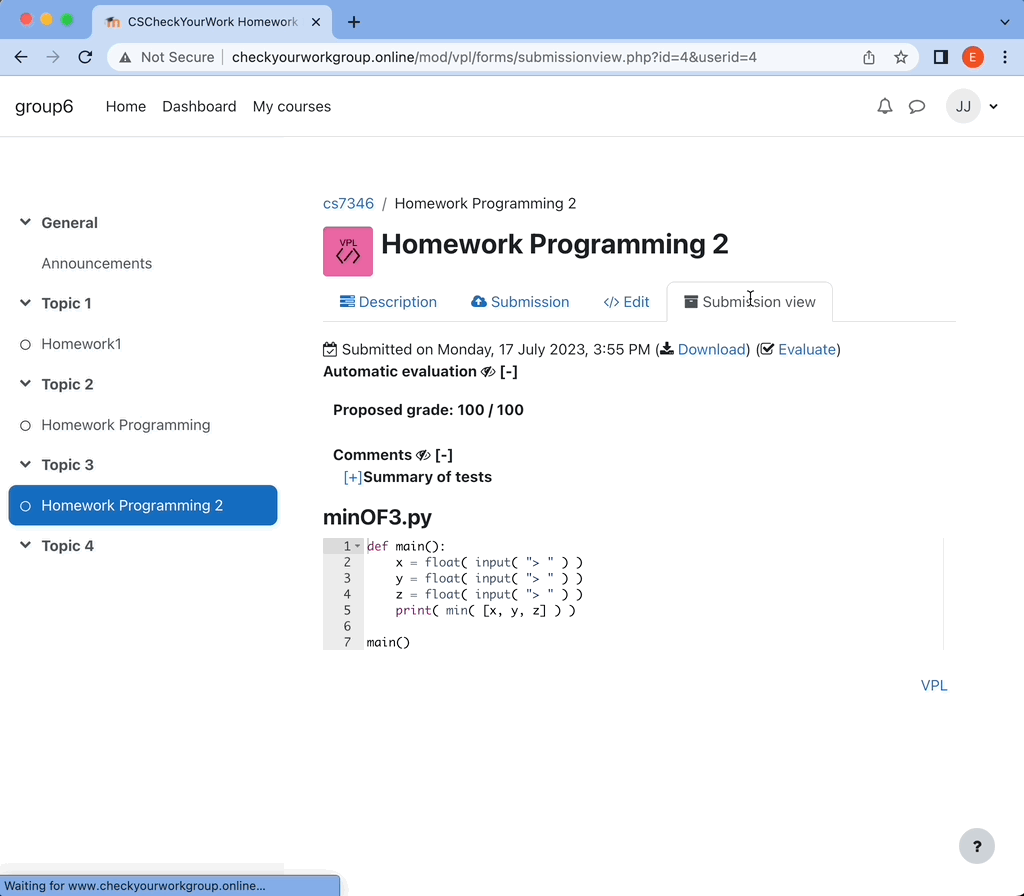 CSCheckYourWork Homework
Not Secure checkyourworkgroup.online/mod/vpl/forms/submissionview.php?id=4&userid=4
E
group6 Home Dashboard My courses
JJ
General
Announcements
Topic 1
Homework1
Topic 2
Homework Programming
Topic 3
Homework Programming 2
Topic 4
cs7346 / Homework Programming 2
VPL
</>
Homework Programming 2
Description Submission </> Edit Submission view
Submitted on Monday, 17 July 2023, 3:55 PM (Download) (Evaluate)
Automatic evaluation [-]
Proposed grade: 100 / 100
Comments [-]
[+]Summary of tests
minOF3.py
1 def main():
2 x = float( input( "> " ) )
3 y = float( input( "> " ) )
4 z = float( input( "> " ) )
5 print( min( [x, y, z] ) )
6
7 main()
VPL
?
Waiting for www.checkyourworkgroup.online...